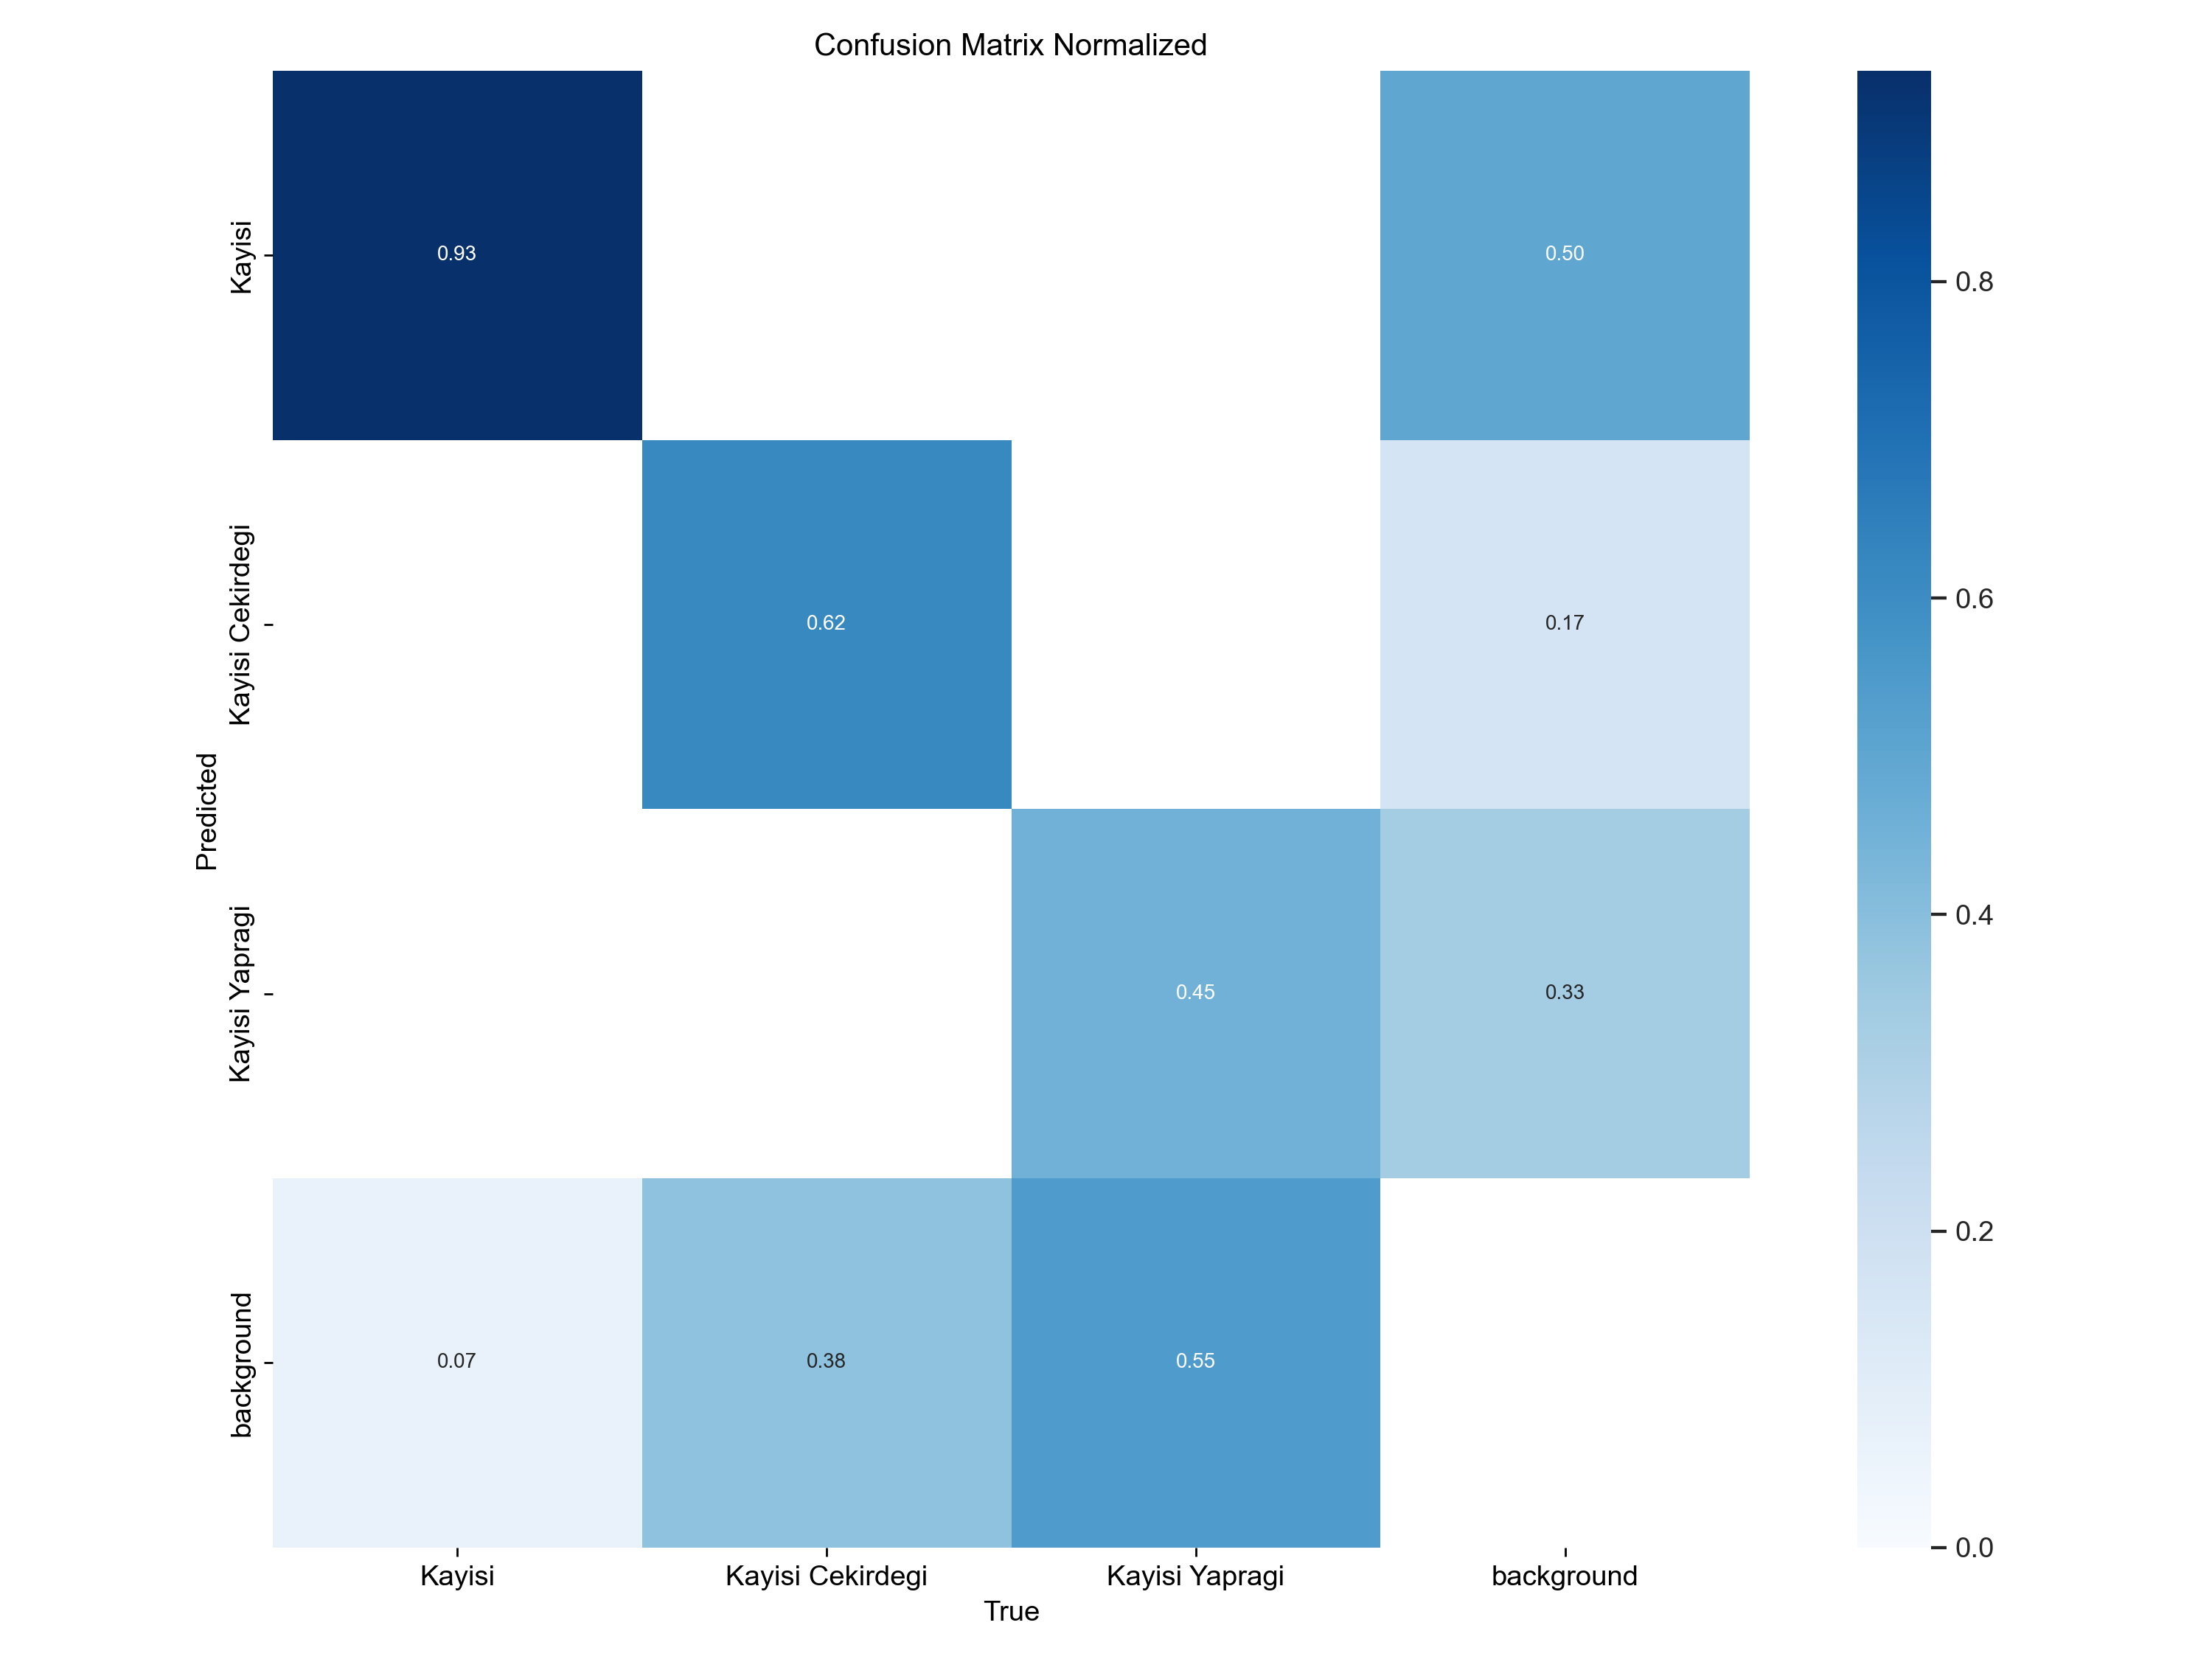 Confusion Matrix Normalized
Kayisi
0.93
0.50
Kayisi Cekirdegi
0.62
0.17
Kayisi Yapragi
0.45
0.33
background
0.07
0.38
0.55
Predicted
Kayisi
Kayisi Cekirdegi
Kayisi Yapragi
background
True
0.8
0.6
0.4
0.2
0.0